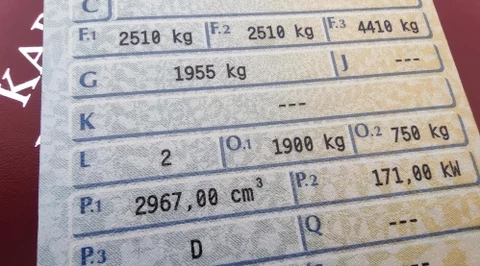 C
F.1 2510 kg F.2 2510 kg F.3 4410 kg
G 1955 kg J ---
K ---
L 2 O.1 1900 kg O.2 750 kg
P.1 2967,00 cm³ P.2 171,00 kW
P.3 D Q ---